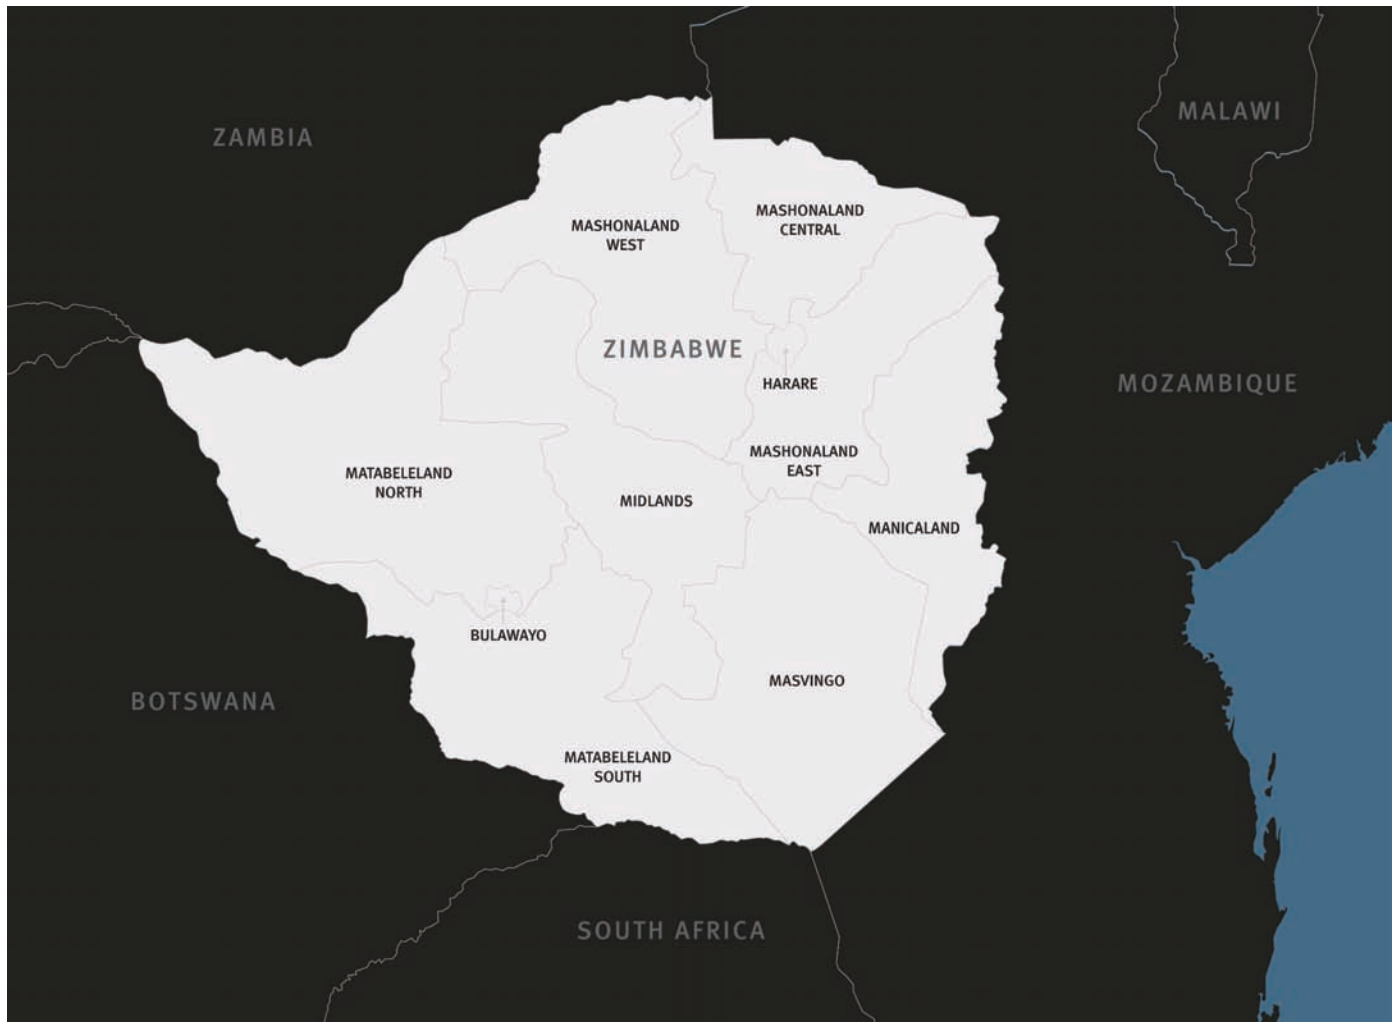 MALAWI
ZAMBIA
MASHONALAND
CENTRAL
MASHONALAND
WEST
ZIMBABWE
HARARE
MOZAMBIQUE
MASHONALAND
EAST
MATABELELAND
NORTH
MIDLANDS
MANICALAND
BULAWAYO
MASVINGO
BOTSWANA
MATABELELAND
SOUTH
SOUTH AFRICA